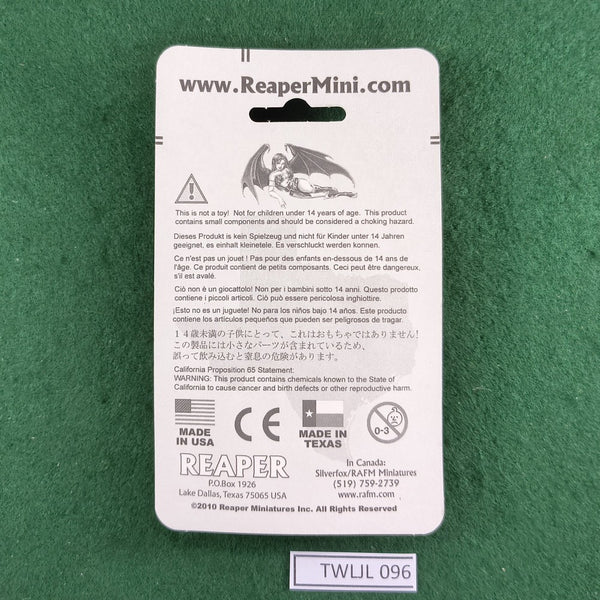 www.ReaperMini.com
This is not a toy! Not for children under 14 years of age. This product
contains small components and should be considered a choking hazard.
Dieses Produkt is kein Spielzeug und nicht für Kinder unter 14 Jahren
geeignet, es einhalt kleinetele. Es verschluckt werden konnen.
Ce n'est pas un jouet ! Pas pour des enfants en-dessous de 14 ans de
l'âge. Ce produit contient de petits composants. Ceci peut être dangereux,
s'il est avalé.
Ciò non è un giocattolo! Non per i bambini sotto 14 anni. Questo prodotto
contiene i piccoli articoli. Ciò può essere pericolosa inghiottire.
¡Esto no es un juguete! No para los niños bajo 14 años. Este producto
contiene los artículos pequeños que pueden ser peligrosos de tragar.
１４歳未満の子供にとって、これはおもちゃではありません!
この製品には小さなパーツが含まれているため、
誤って飲み込むと窒息の危険があります。
California Proposition 65 Statement:
WARNING: This product contains chemicals known to the State of
California to cause cancer and birth defects or other reproductive harm.
MADE
IN USA
CE
MADE IN
TEXAS
0-3
REAPER
P.O.Box 1926
Lake Dallas, Texas 75065 USA
In Canada:
Silverfox/RAFM Miniatures
(519) 759-2739
www.rafm.com
©2010 Reaper Miniatures Inc. All Rights Reserved
TWLJL 096